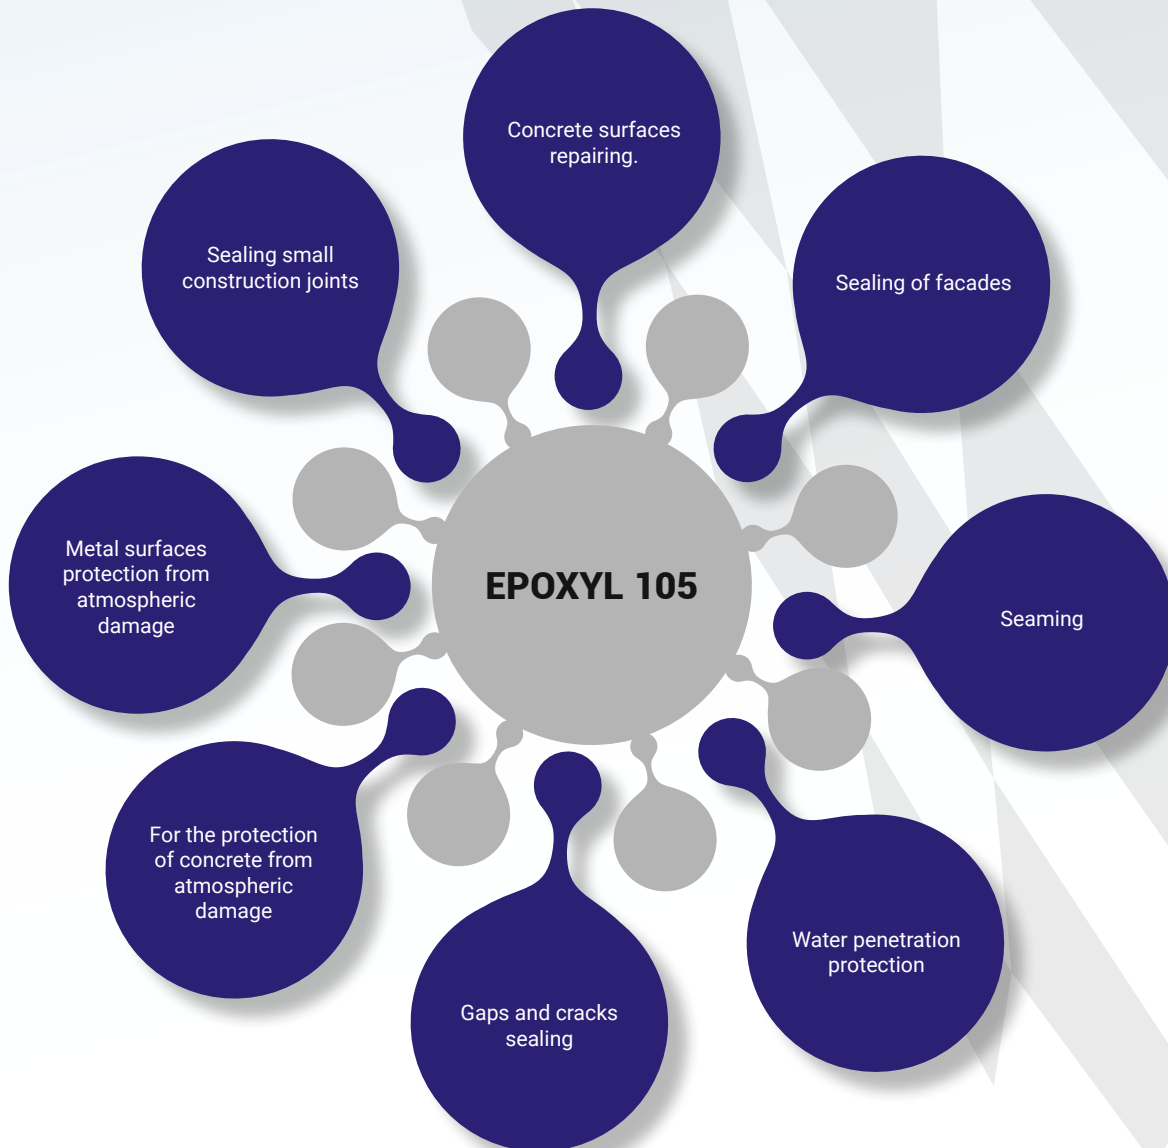 Concrete surfaces
repairing.
Sealing small
construction joints
Sealing of facades
Metal surfaces
protection from
atmospheric
damage
EPOXYL 105
Seaming
For the protection
of concrete from
atmospheric
damage
Water penetration
protection
Gaps and cracks
sealing